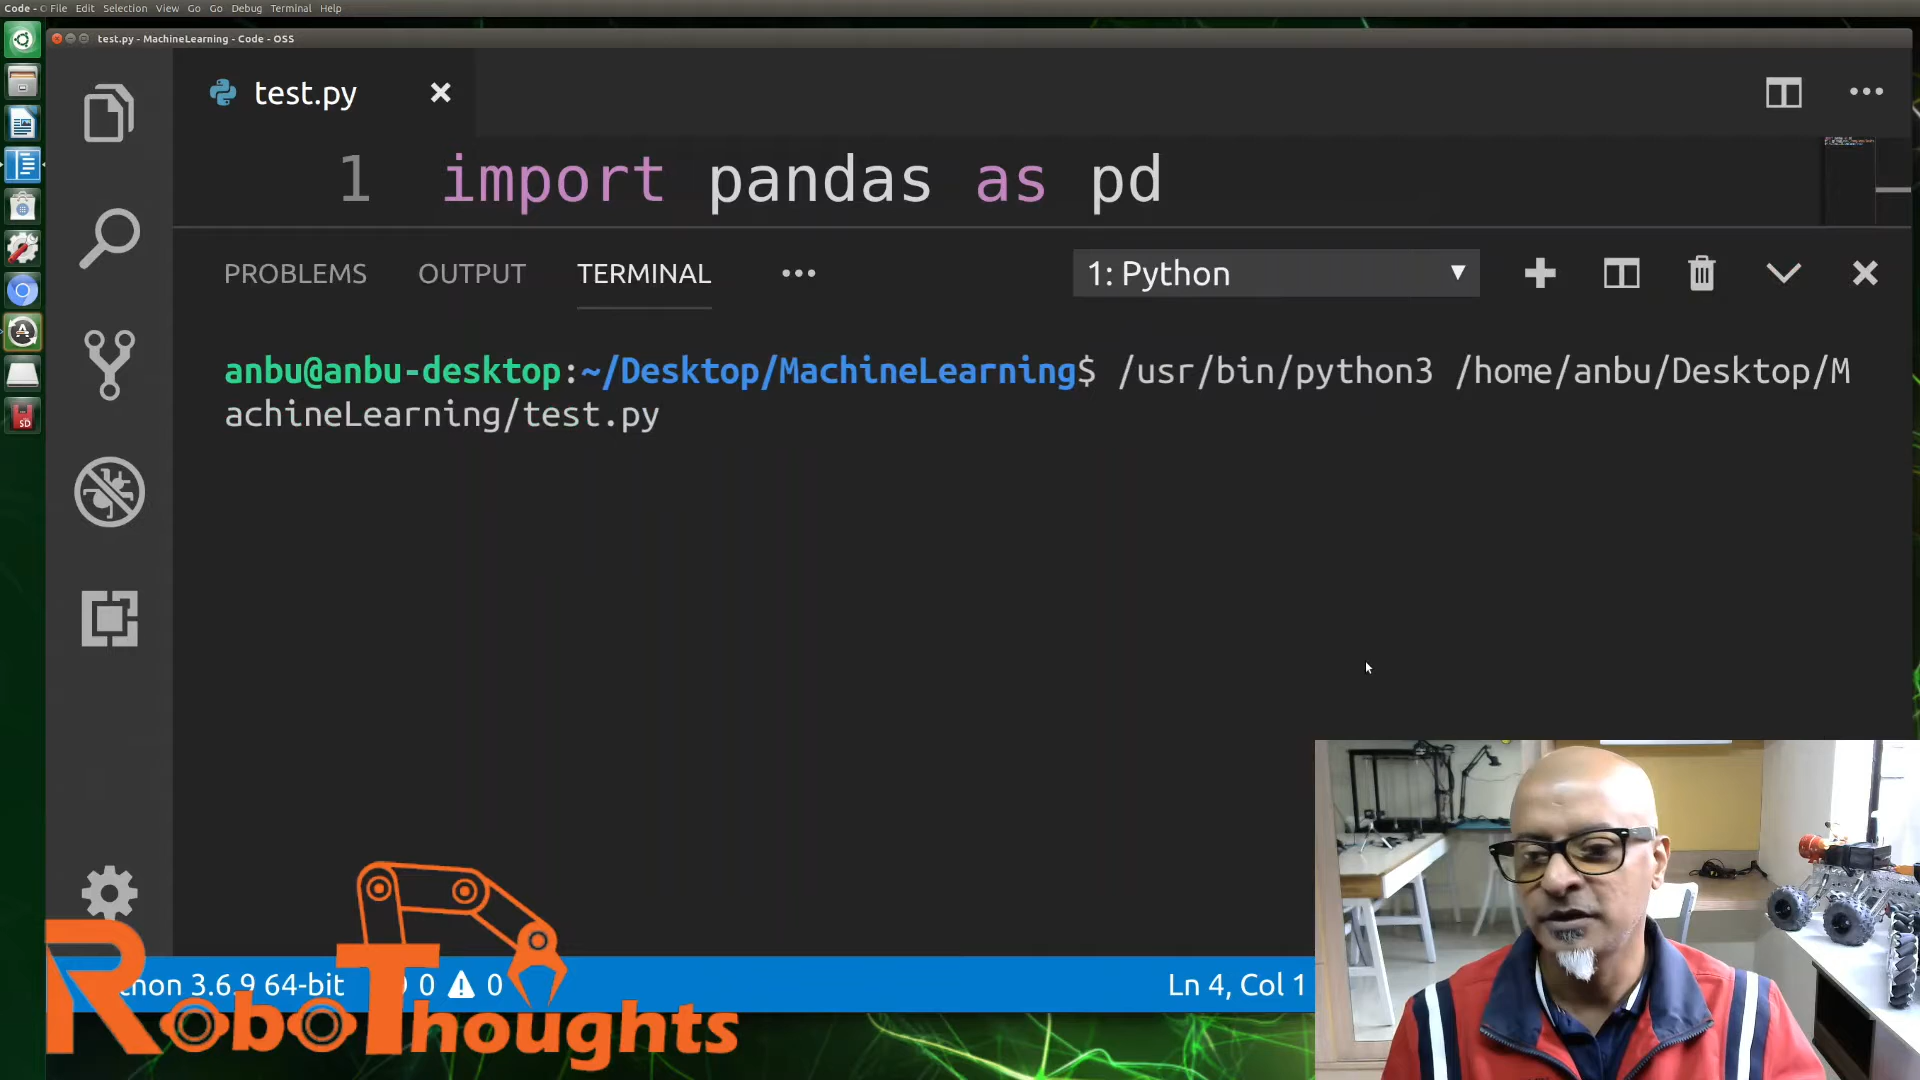 Code - O File Edit Selection View Go Go Debug Terminal Help
test.py - MachineLearning - Code - OSS
test.py
1 import pandas as pd
PROBLEMS OUTPUT TERMINAL ••• 1: Python
anbu@anbu-desktop:~/Desktop/MachineLearning$ /usr/bin/python3 /home/anbu/Desktop/M
achineLearning/test.py
SD
hon 3.6.9 64-bit 0 0 Ln 4, Col 1
RoboThoughts